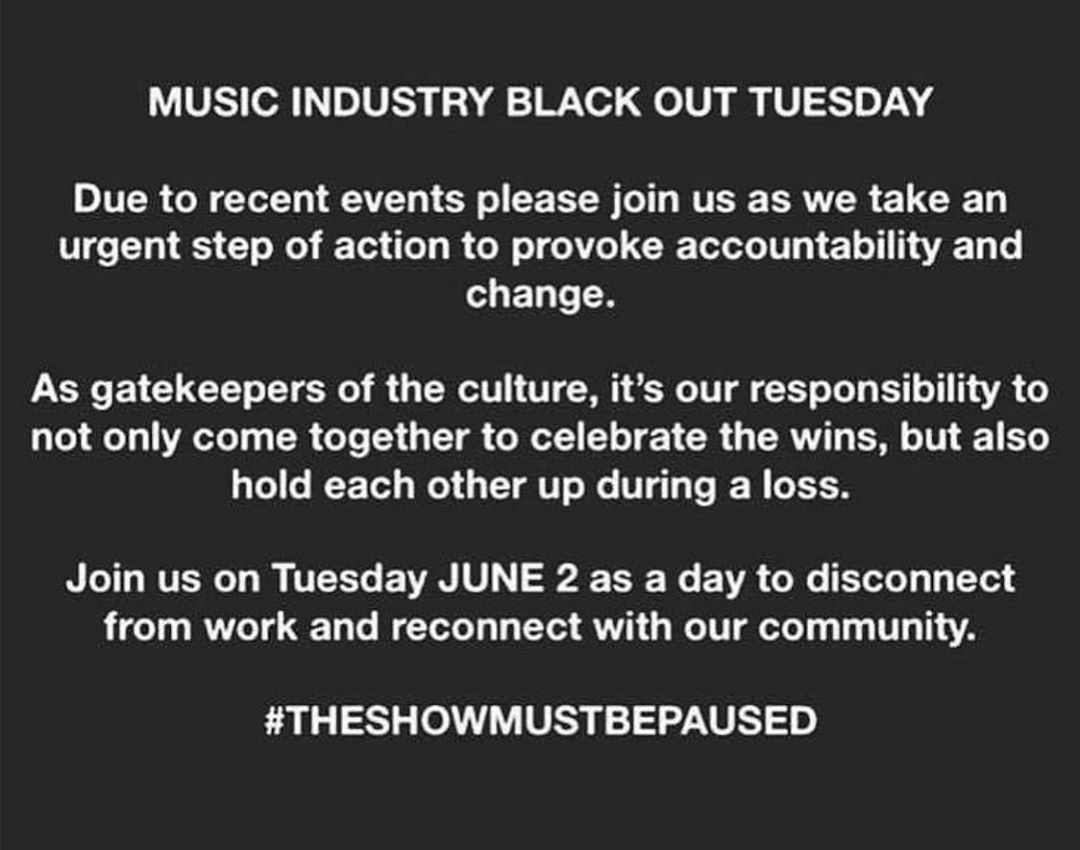 MUSIC INDUSTRY BLACK OUT TUESDAY
Due to recent events please join us as we take an
urgent step of action to provoke accountability and
change.
As gatekeepers of the culture, it’s our responsibility to
not only come together to celebrate the wins, but also
hold each other up during a loss.
Join us on Tuesday JUNE 2 as a day to disconnect
from work and reconnect with our community.
#THESHOWMUSTBEPAUSED